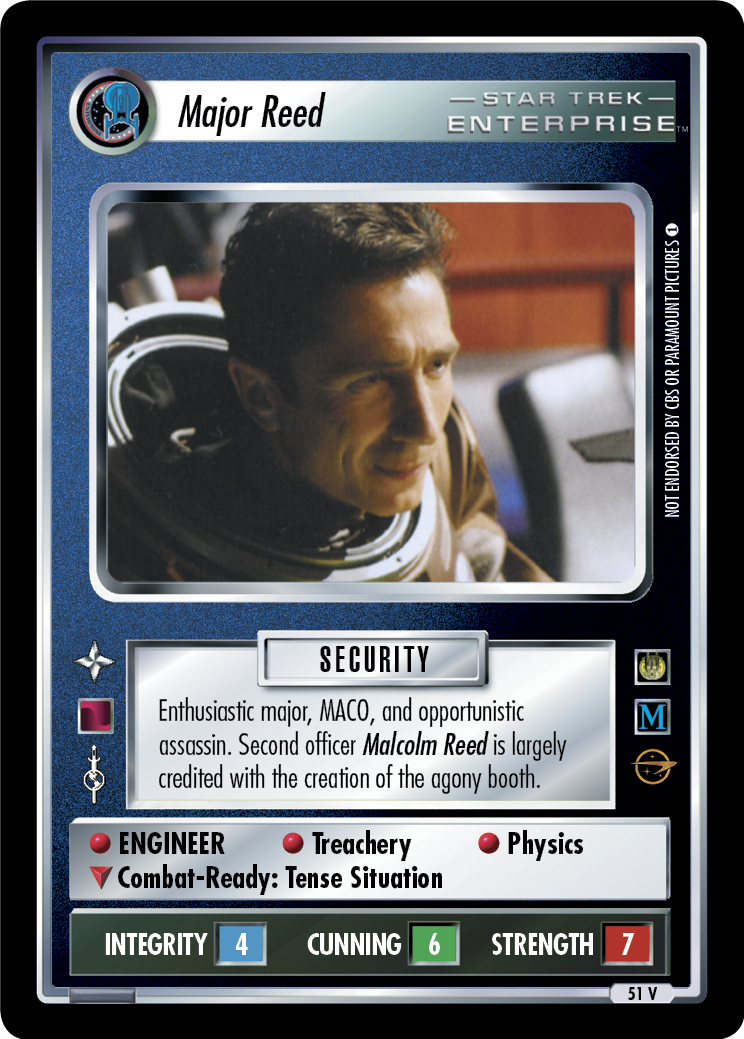 Major Reed
STAR TREK
ENTERPRISE™
NOT ENDORSED BY CBS OR PARAMOUNT PICTURES 1
SECURITY
Enthusiastic major, MACO, and opportunistic
assassin. Second officer Malcolm Reed is largely
credited with the creation of the agony booth.
M
ENGINEER Treachery Physics
Combat-Ready: Tense Situation
INTEGRITY 4 CUNNING 6 STRENGTH 7
51 V